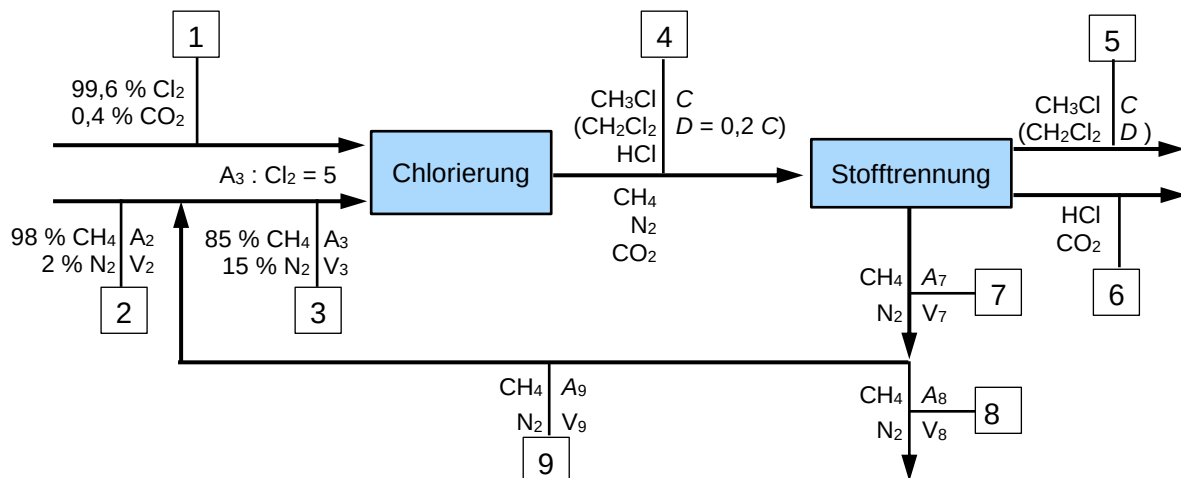 1
4
5
99,6 % Cl2
0,4 % CO2
CH3Cl C
(CH2Cl2 D = 0,2 C)
HCl
CH3Cl C
(CH2Cl2 D )
Chlorierung
Stofftrennung
A3 : Cl2 = 5
CH4
N2
CO2
HCl
CO2
98 % CH4 A2
2 % N2 V2
85 % CH4 A3
15 % N2 V3
2
3
CH4 A7
N2 V7
7
6
CH4 A9
N2 V9
9
CH4 A8
N2 V8
8